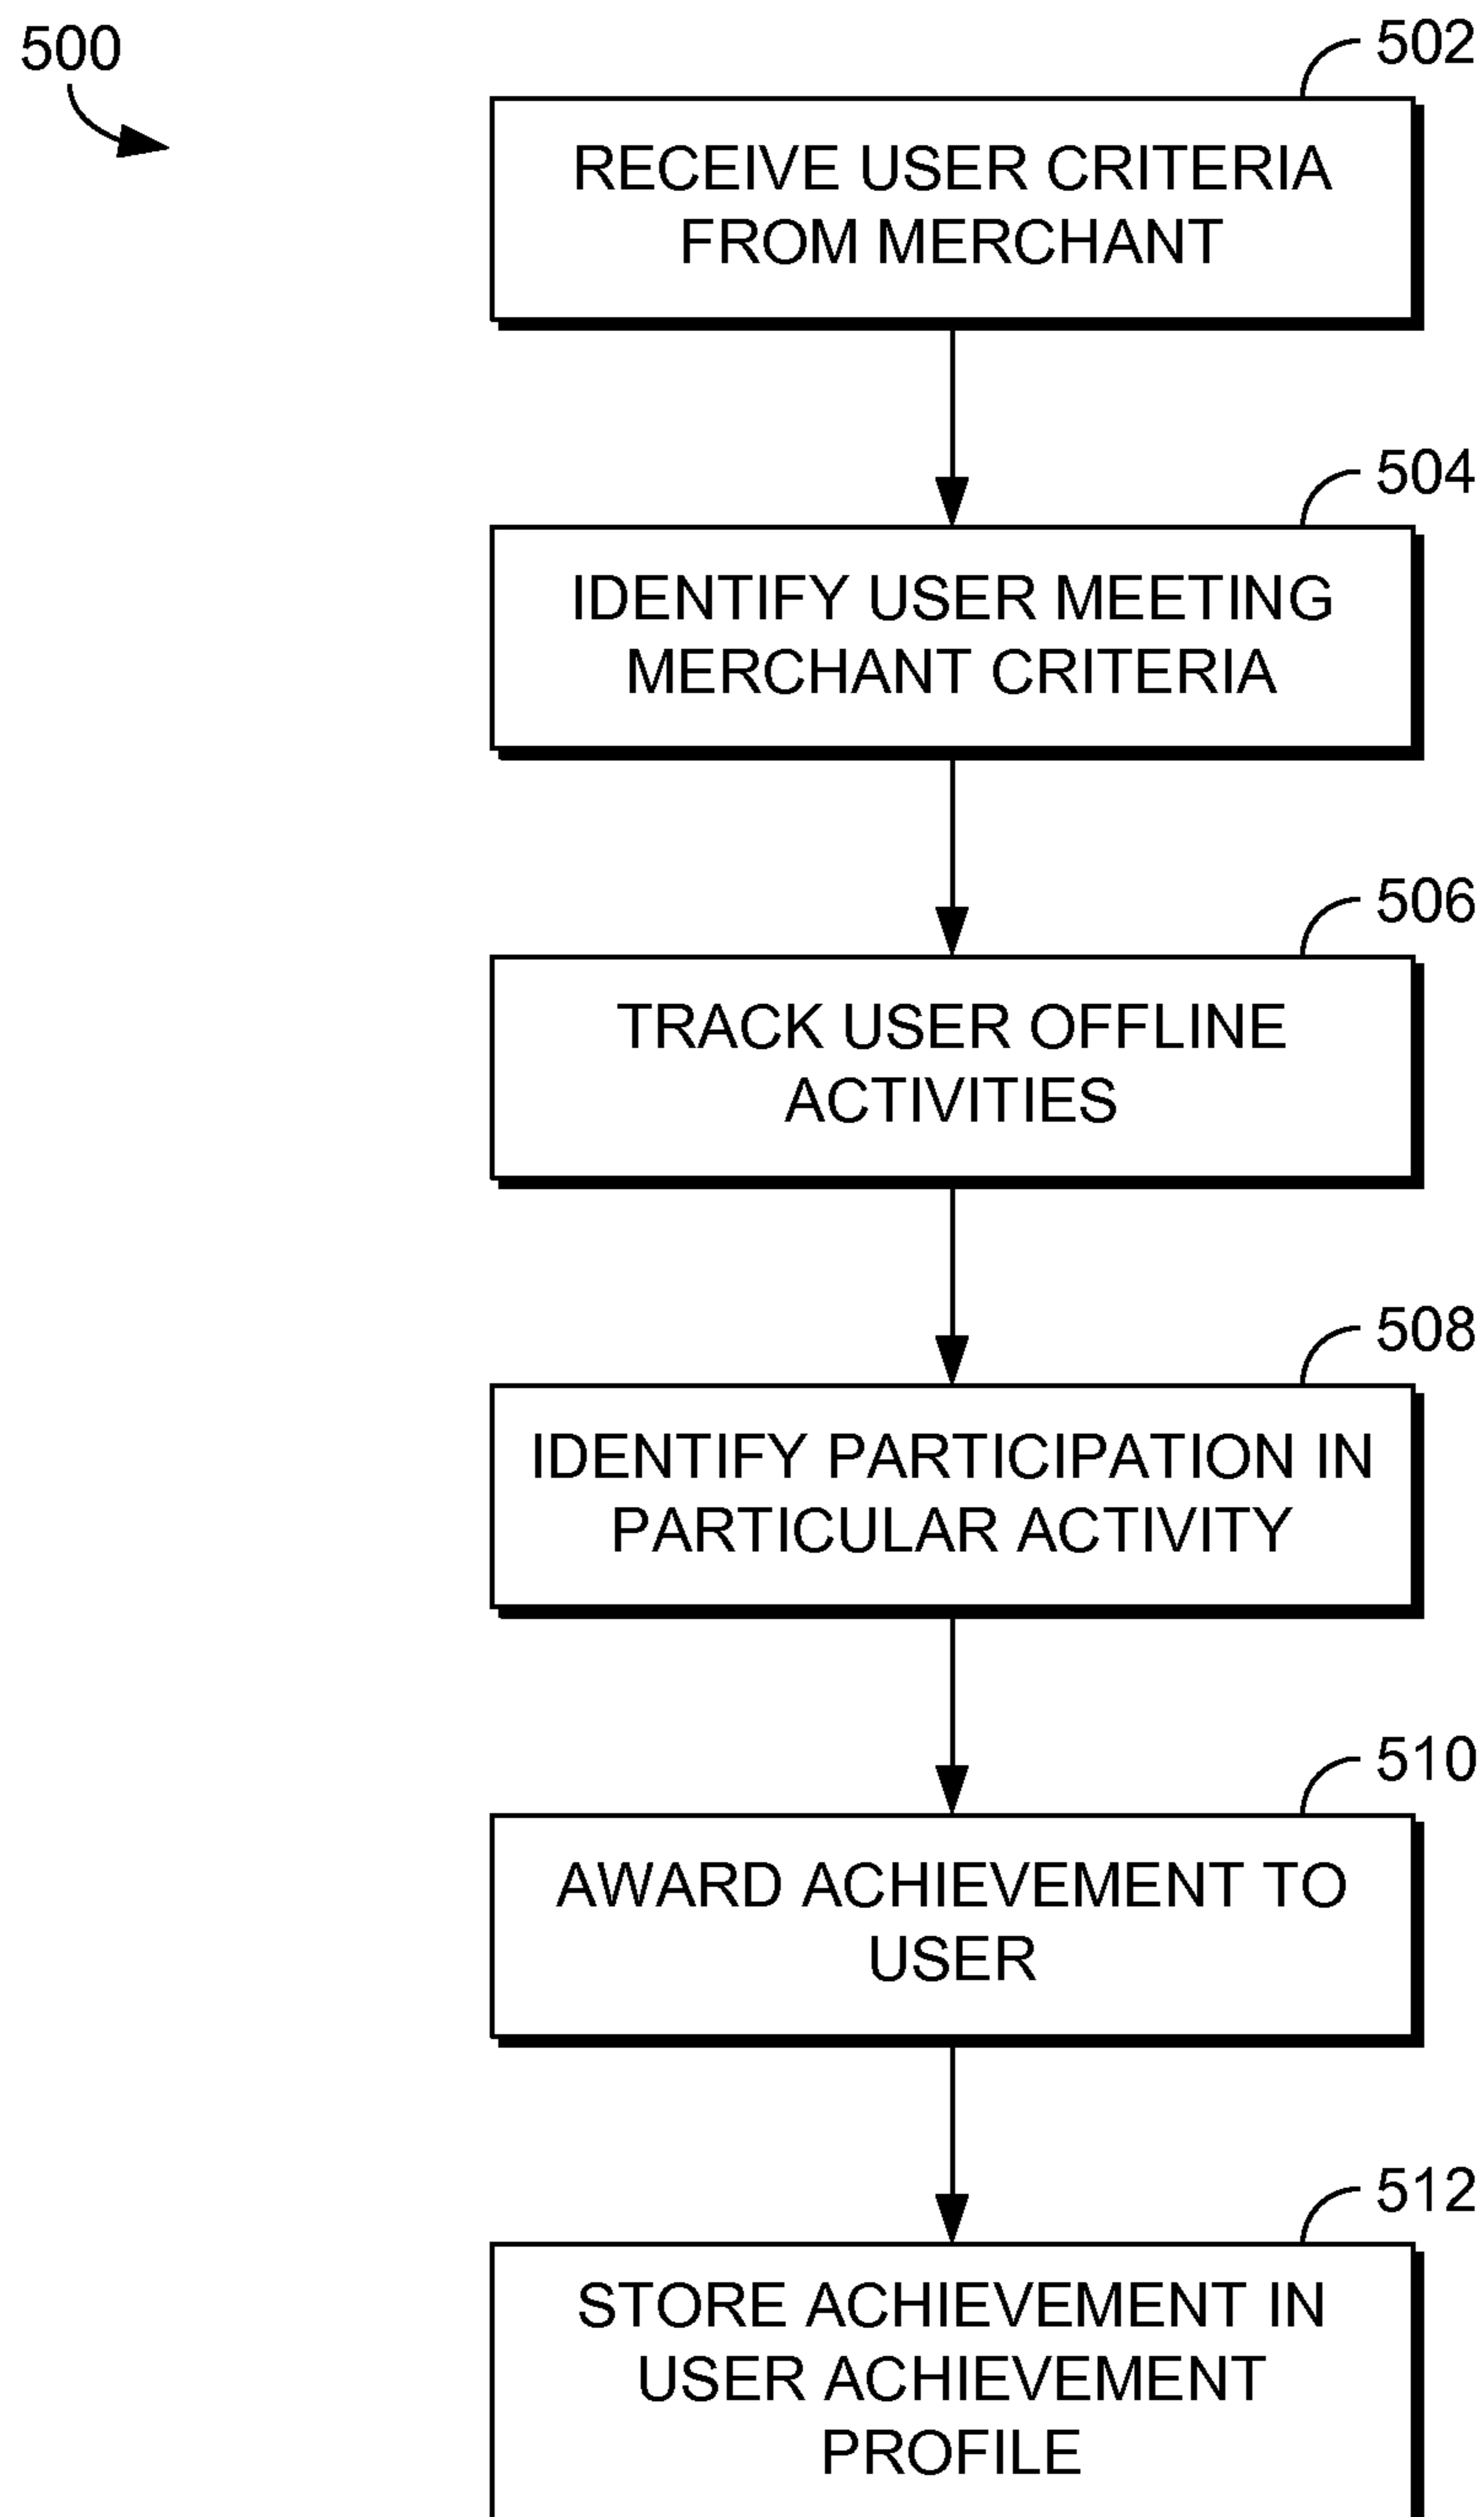 500
502
RECEIVE USER CRITERIA
FROM MERCHANT
504
IDENTIFY USER MEETING
MERCHANT CRITERIA
506
TRACK USER OFFLINE
ACTIVITIES
508
IDENTIFY PARTICIPATION IN
PARTICULAR ACTIVITY
510
AWARD ACHIEVEMENT TO
USER
512
STORE ACHIEVEMENT IN
USER ACHIEVEMENT
PROFILE